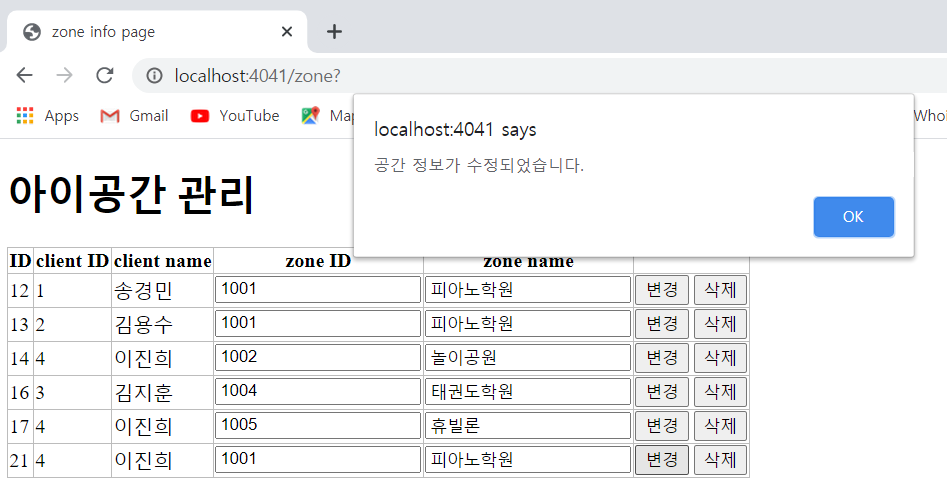 zone info page
localhost:4041/zone?
Apps Gmail YouTube Map Whoi
localhost:4041 says
공간 정보가 수정되었습니다.
OK
아이공간 관리
ID client ID client name zone ID zone name
12 1 송경민 1001 피아노학원 변경 삭제
13 2 김용수 1001 피아노학원 변경 삭제
14 4 이진희 1002 놀이공원 변경 삭제
16 3 김지훈 1004 태권도학원 변경 삭제
17 4 이진희 1005 휴빌론 변경 삭제
21 4 이진희 1001 피아노학원 변경 삭제